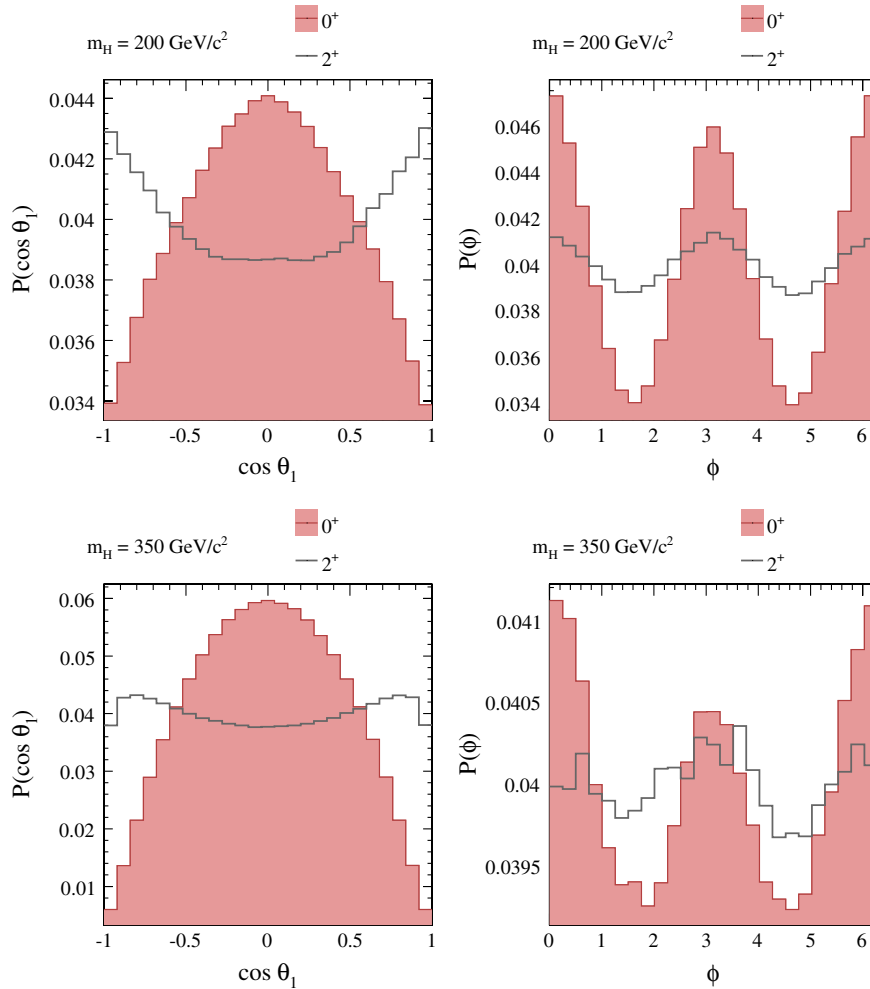 m_H = 200 GeV/c²
0⁺
2⁺
P(cos θ₁)
0.044
0.042
0.04
0.038
0.036
0.034
-1 -0.5 0 0.5 1
cos θ₁
m_H = 200 GeV/c²
0⁺
2⁺
P(ϕ)
0.046
0.044
0.042
0.04
0.038
0.036
0.034
0 1 2 3 4 5 6
ϕ
m_H = 350 GeV/c²
0⁺
2⁺
P(cos θ₁)
0.06
0.05
0.04
0.03
0.02
0.01
-1 -0.5 0 0.5 1
cos θ₁
m_H = 350 GeV/c²
0⁺
2⁺
P(ϕ)
0.041
0.0405
0.04
0.0395
0 1 2 3 4 5 6
ϕ